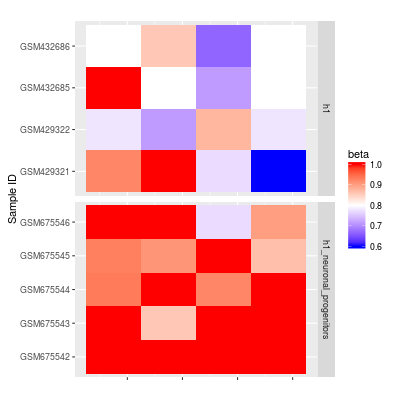 GSM432686
GSM432685
GSM429322
GSM429321
h1
GSM675546
GSM675545
GSM675544
GSM675543
GSM675542
h1_neuronal_progenitors
Sample ID
beta
1.0
0.9
0.8
0.7
0.6